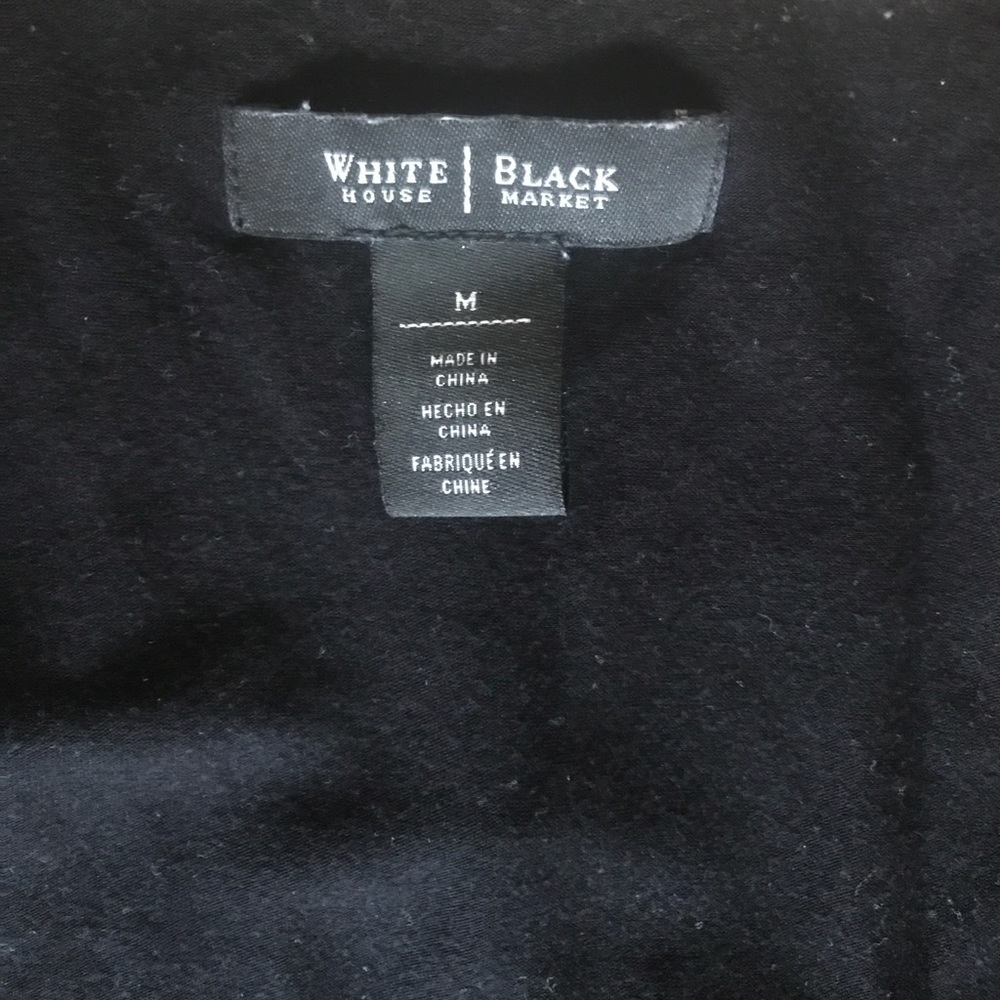 WHITE | BLACK
HOUSE | MARKET
M
MADE IN
CHINA
HECHO EN
CHINA
FABRIQUÉ EN
CHINE